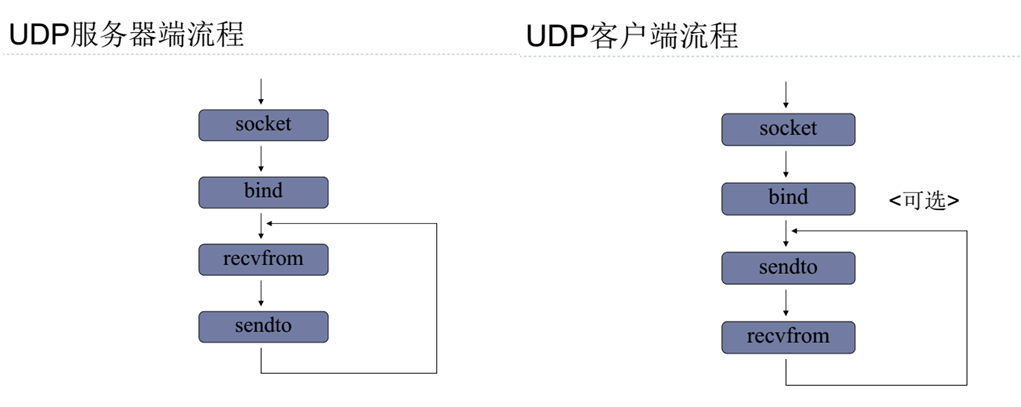 UDP服务器端流程
socket
bind
recvfrom
sendto
UDP客户端流程
socket
bind
<可选>
sendto
recvfrom